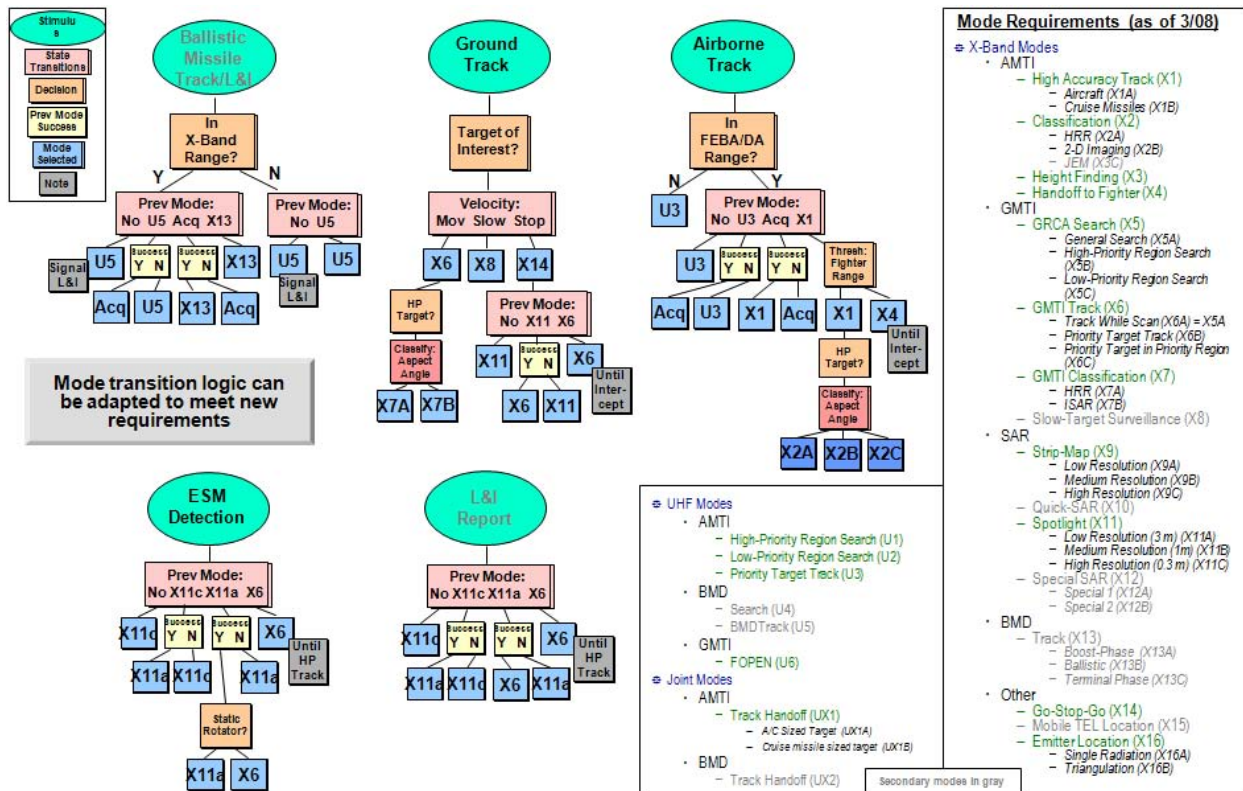 Stimulu
s
State
Transitions
Decision
Prev Mode
Success
Mode
Selected
Note
Ballistic
Missile
Track/L&I
In
X-Band
Range?
Y
N
Prev Mode:
No U5 Acq X13
Prev Mode:
No U5
Signal
L&I
U5
Success
Y N
Success
Y N
X13
U5
U5
Signal
L&I
Acq
U5
X13
Acq
Mode transition logic can
be adapted to meet new
requirements
Ground
Track
Target of
Interest?
Velocity:
Mov Slow Stop
X6
X8
X14
HP
Target?
Classify:
Aspect
Angle
X7A
X7B
Prev Mode:
No X11 X6
X11
Success
Y N
X6
Until
Inter-
cept
X6
X11
Airborne
Track
In
FEBA/DA
Range?
N
Y
U3
Prev Mode:
No U3 Acq X1
U3
Success
Y N
Success
Y N
Thresh:
Fighter
Range
Acq
U3
X1
Acq
X1
X4
Until
Inter-
cept
HP
Target?
Classify:
Aspect
Angle
X2A
X2B
X2C
ESM
Detection
Prev Mode:
No X11c X11a X6
X11c
Success
Y N
Success
Y N
X6
Until
HP
Track
X11a
X11c
X11a
Static
Rotator?
X11a
X6
L&I
Report
Prev Mode:
No X11c X11a X6
X11c
Success
Y N
Success
Y N
X6
Until
HP
Track
X11a
X11c
X6
X11a
UHF Modes
· AMTI
– High-Priority Region Search (U1)
– Low-Priority Region Search (U2)
– Priority Target Track (U3)
· BMD
– Search (U4)
– BMDTrack (U5)
· GMTI
– FOPEN (U6)
Joint Modes
· AMTI
– Track Handoff (UX1)
– A/C Sized Target (UX1A)
– Cruise missile sized target (UX1B)
· BMD
– Track Handoff (UX2)
Mode Requirements (as of 3/08)
X-Band Modes
· AMTI
– High Accuracy Track (X1)
– Aircraft (X1A)
– Cruise Missiles (X1B)
– Classification (X2)
– HRR (X2A)
– 2-D Imaging (X2B)
– JEM (X3C)
– Height Finding (X3)
– Handoff to Fighter (X4)
· GMTI
– GRCA Search (X5)
– General Search (X5A)
– High-Priority Region Search
(X5B)
– Low-Priority Region Search
(X5C)
– GMTI Track (X6)
– Track While Scan (X6A) = X5A
– Priority Target Track (X6B)
– Priority Target in Priority Region
(X6C)
– GMTI Classification (X7)
– HRR (X7A)
– ISAR (X7B)
– Slow-Target Surveillance (X8)
· SAR
– Strip-Map (X9)
– Low Resolution (X9A)
– Medium Resolution (X9B)
– High Resolution (X9C)
– Quick-SAR (X10)
– Spotlight (X11)
– Low Resolution (3 m) (X11A)
– Medium Resolution (1m) (X11B)
– High Resolution (0.3 m) (X11C)
– Special SAR (X12)
– Special 1 (X12A)
– Special 2 (X12B)
· BMD
– Track (X13)
– Boost-Phase (X13A)
– Ballistic (X13B)
– Terminal Phase (X13C)
· Other
– Go-Stop-Go (X14)
– Mobile TEL Location (X15)
– Emitter Location (X16)
– Single Radiation (X16A)
– Triangulation (X16B)
Secondary modes in gray